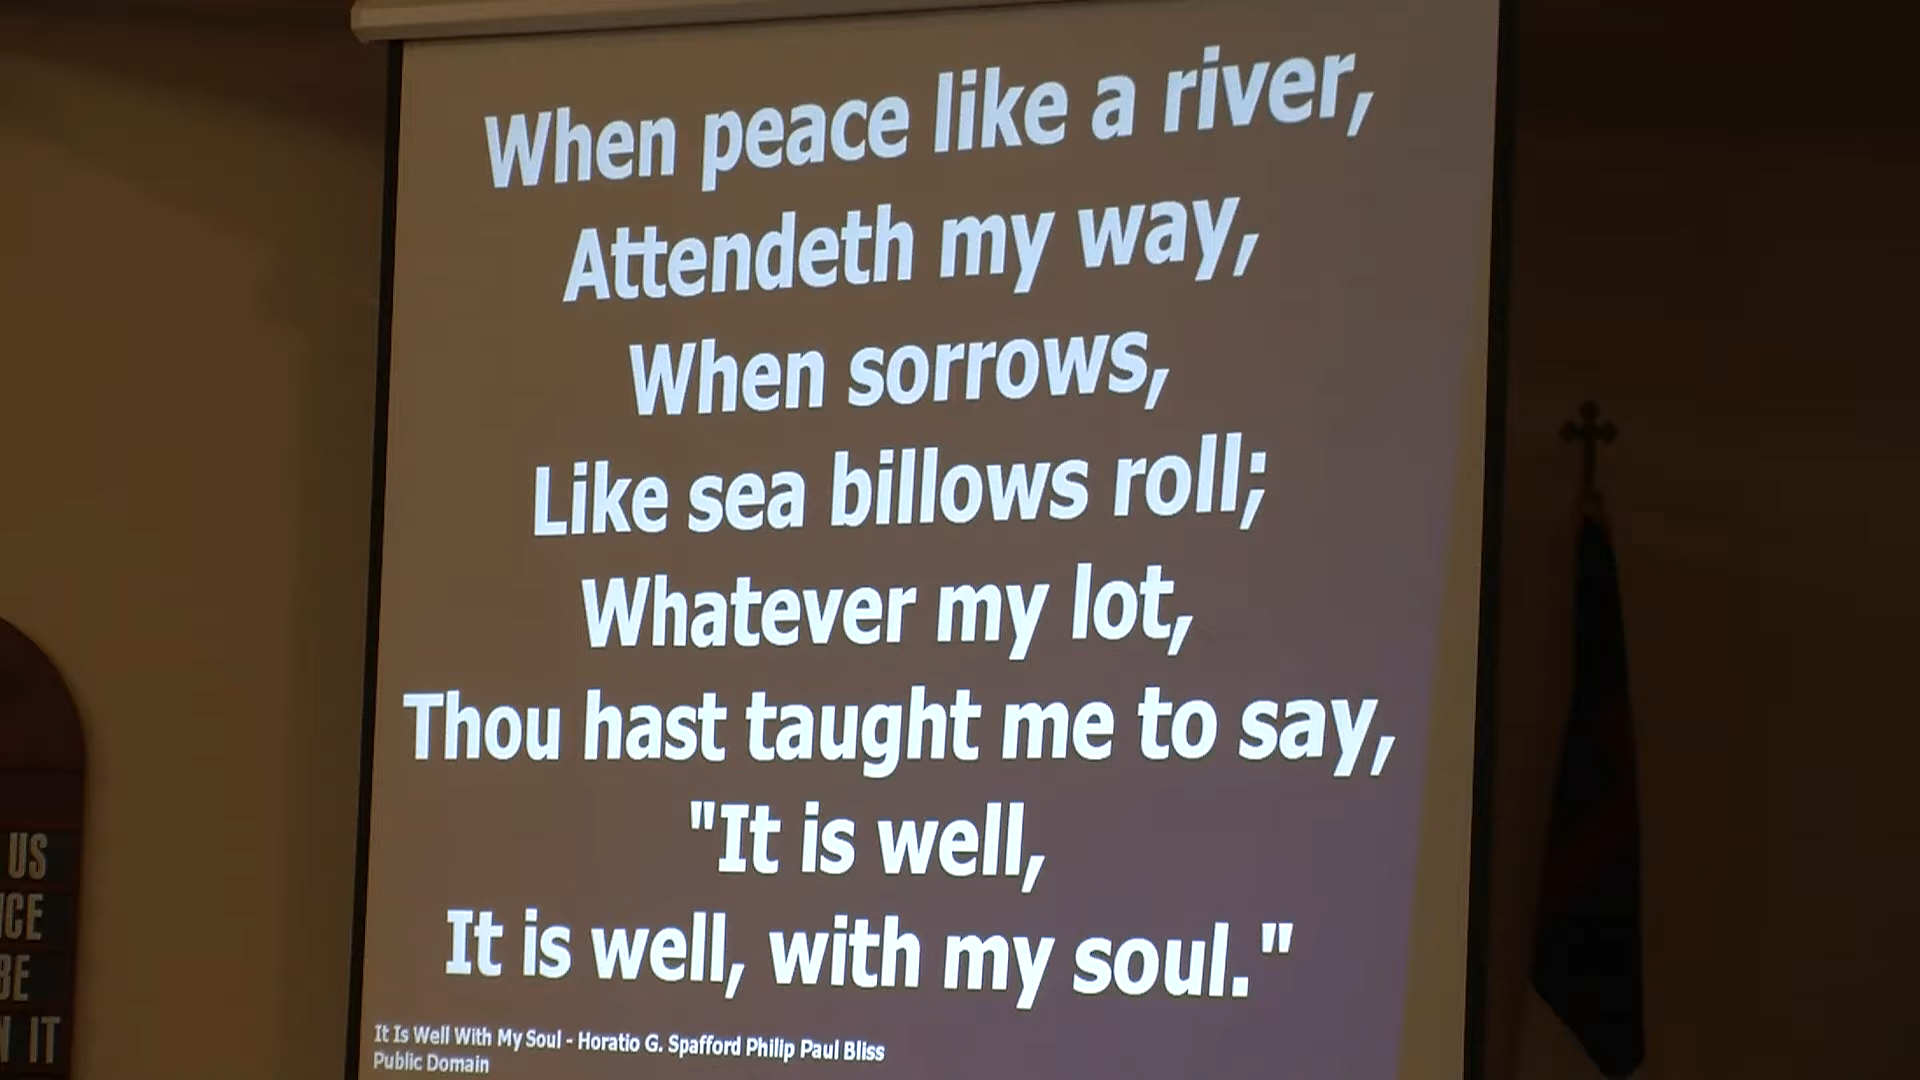 When peace like a river,
Attendeth my way,
When sorrows,
Like sea billows roll;
Whatever my lot,
Thou hast taught me to say,
"It is well,
It is well, with my soul."
It Is Well With My Soul - Horatio G. Spafford Philip Paul Bliss
Public Domain
US
BE
IT